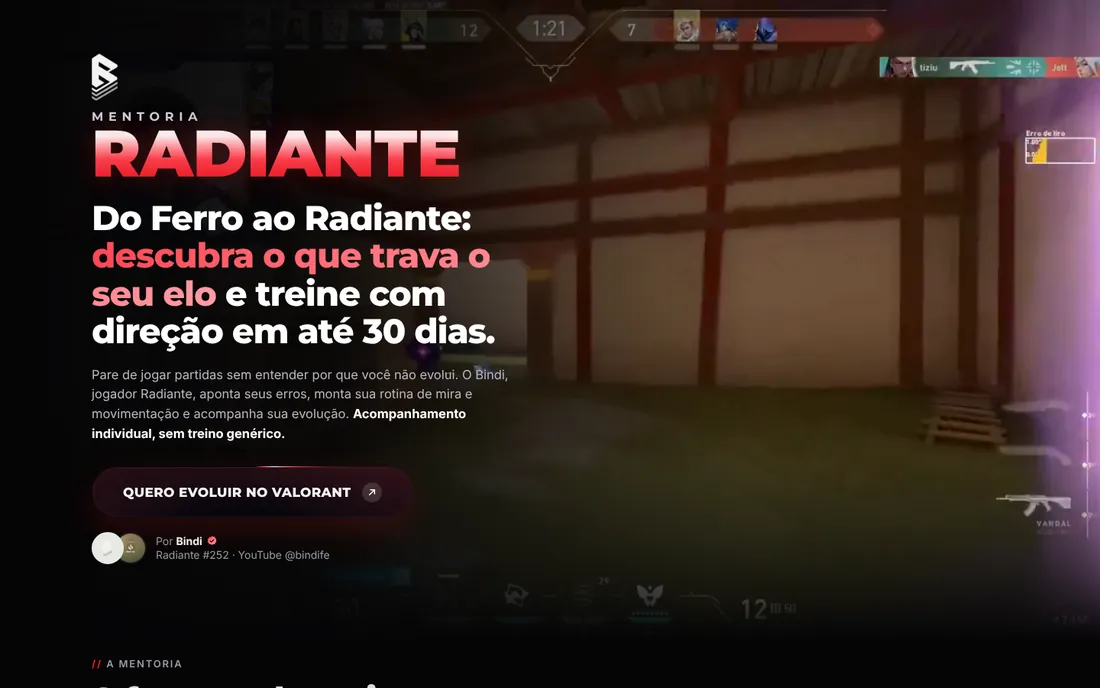 12
1:21
7
tiziu
Jett
MENTORIA
RADIANTE
Erro de tiro
Do Ferro ao Radiante:
descubra o que trava o
seu elo e treine com
direção em até 30 dias.
Pare de jogar partidas sem entender por que você não evolui. O Bindi,
jogador Radiante, aponta seus erros, monta sua rotina de mira e
movimentação e acompanha sua evolução. Acompanhamento
individual, sem treino genérico.
QUERO EVOLUIR NO VALORANT
VANDAL
Por Bindi
Radiante #252 · YouTube @bindife
12
// A MENTORIA